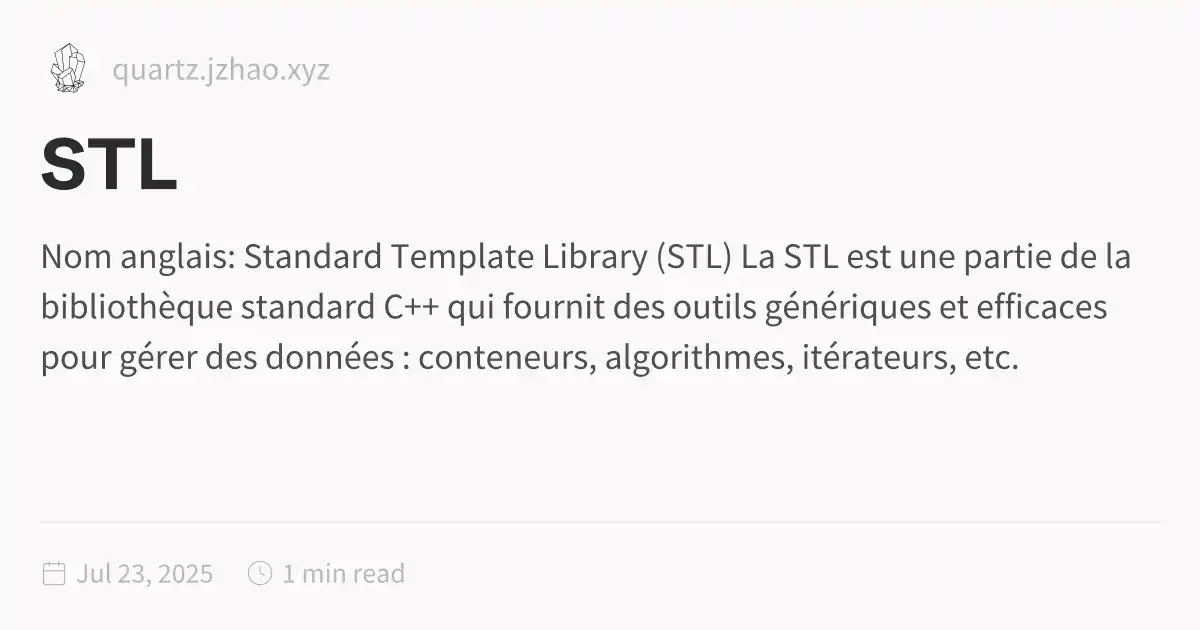 quartz.jzhao.xyz
STL
Nom anglais: Standard Template Library (STL) La STL est une partie de la
bibliothèque standard C++ qui fournit des outils génériques et efficaces
pour gérer des données : conteneurs, algorithmes, itérateurs, etc.
Jul 23, 2025 1 min read